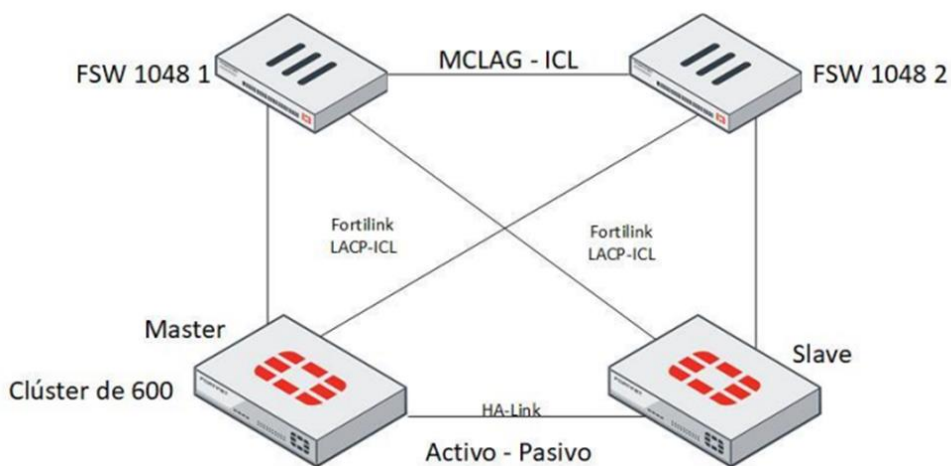 FSW 1048 1
MCLAG - ICL
FSW 1048 2
Fortilink
LACP-ICL
Fortilink
LACP-ICL
Master
Slave
Clúster de 600
HA-Link
Activo - Pasivo